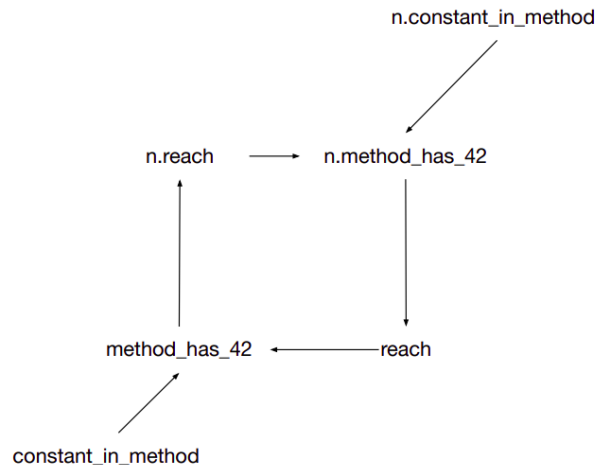 n.constant_in_method
n.reach
n.method_has_42
method_has_42
reach
constant_in_method